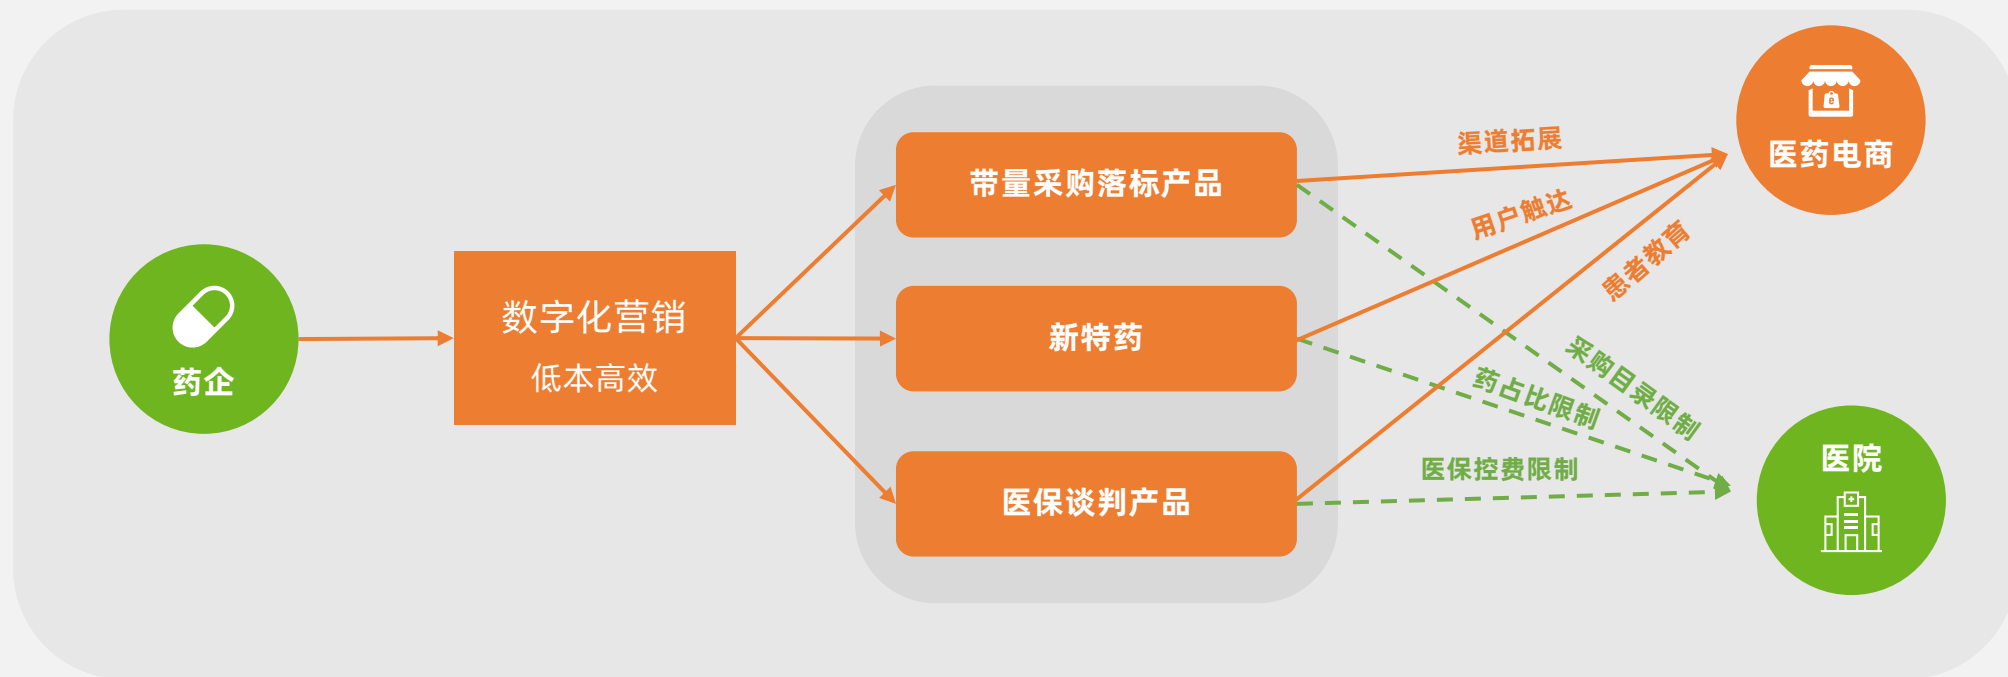 药企
数字化营销
低本高效
带量采购落标产品
新特药
医保谈判产品
渠道拓展
用户触达
患者教育
采购目录限制
药占比限制
医保控费限制
e
医药电商
医院